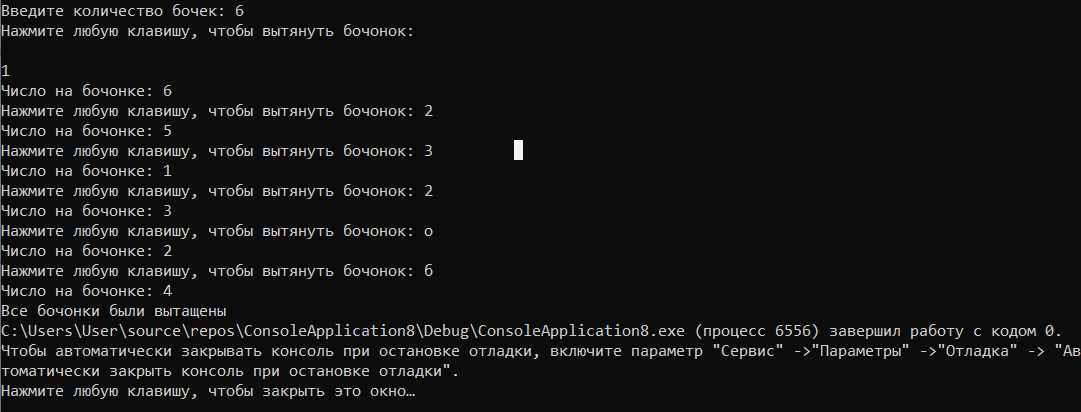 Введите количество бочек: 6
Нажмите любую клавишу, чтобы вытянуть бочонок:
1
Число на бочонке: 6
Нажмите любую клавишу, чтобы вытянуть бочонок: 2
Число на бочонке: 5
Нажмите любую клавишу, чтобы вытянуть бочонок: 3
Число на бочонке: 1
Нажмите любую клавишу, чтобы вытянуть бочонок: 2
Число на бочонке: 3
Нажмите любую клавишу, чтобы вытянуть бочонок: о
Число на бочонке: 2
Нажмите любую клавишу, чтобы вытянуть бочонок: 6
Число на бочонке: 4
Все бочонки были вытащены
C:\Users\User\source\repos\ConsoleApplication8\Debug\ConsoleApplication8.exe (процесс 6556) завершил работу с кодом 0.
Чтобы автоматически закрывать консоль при остановке отладки, включите параметр "Сервис" ->"Параметры" ->"Отладка" -> "Ав
томатически закрыть консоль при остановке отладки".
Нажмите любую клавишу, чтобы закрыть это окно…